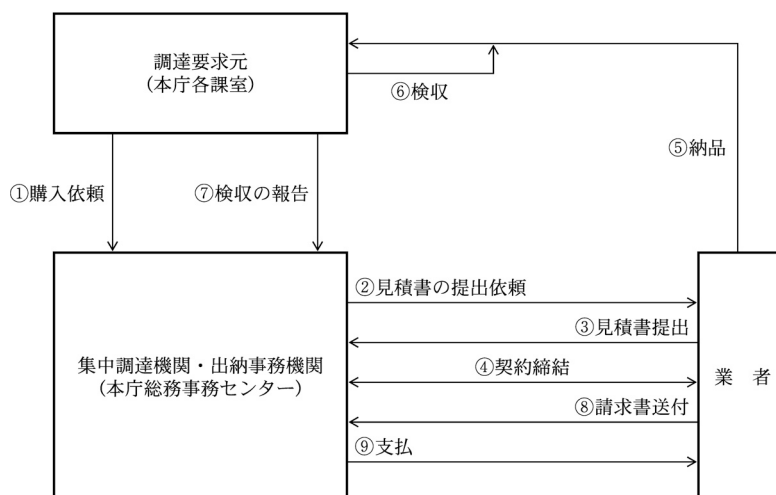 調達要求元
(本庁各課室)
⑥検収
⑤納品
①購入依頼
⑦検収の報告
②見積書の提出依頼
③見積書提出
集中調達機関・出納事務機関
(本庁総務事務センター)
④契約締結
業　者
⑧請求書送付
⑨支払